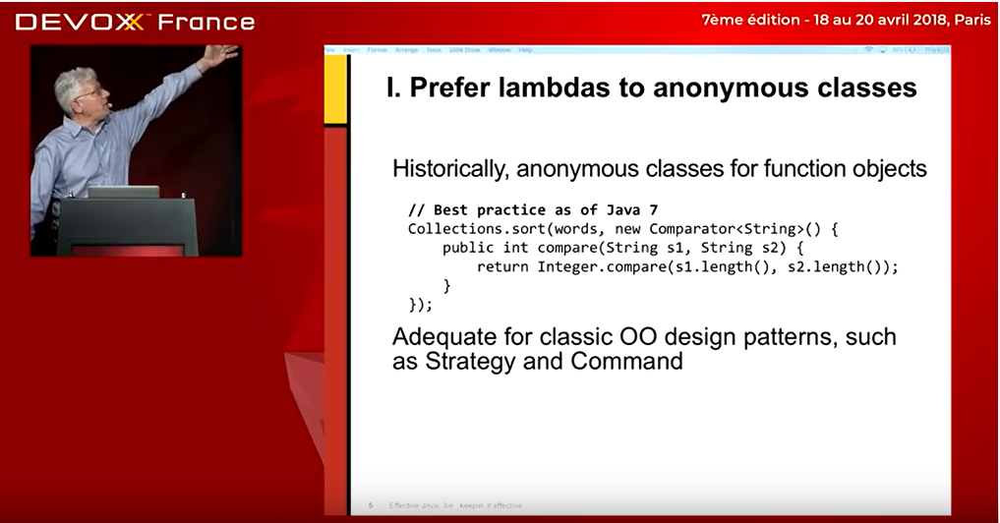 DEVOXX™ France
7ème édition - 18 au 20 avril 2018, Paris
Insert Format Arrange Tools Slide Show Window Help
I. Prefer lambdas to anonymous classes
Historically, anonymous classes for function objects
// Best practice as of Java 7
Collections.sort(words, new Comparator<String>() {
public int compare(String s1, String s2) {
return Integer.compare(s1.length(), s2.length());
}
});
Adequate for classic OO design patterns, such
as Strategy and Command
5 Effective Java, 3/e keepin' it effective